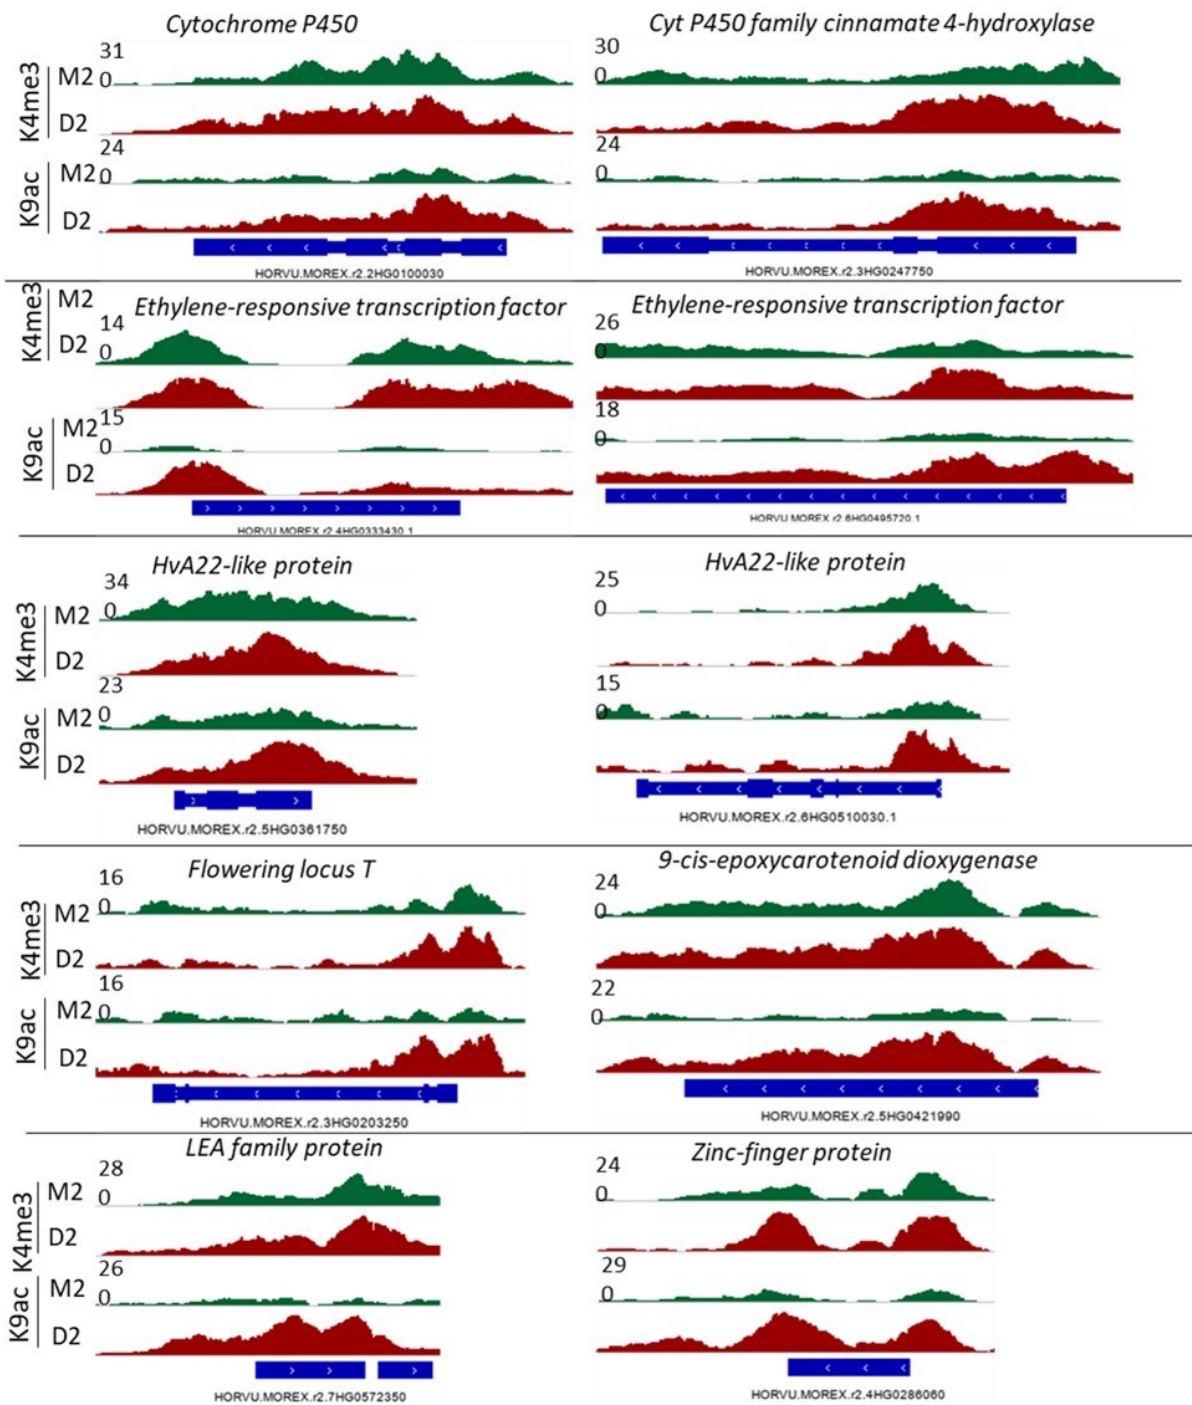 Cytochrome P450
Cyt P450 family cinnamate 4-hydroxylase
K4me3
31
M2 0
D2
K9ac
24
M2 0
D2
30
0
24
0
HORVU.MOREX.r2.2HG0100030
HORVU.MOREX.r2.3HG0247750
K4me3
M2
D2
Ethylene-responsive transcription factor
Ethylene-responsive transcription factor
14
0
K9ac
15
M2 0
D2
26
0
18
0
HORVU.MOREX.r2.4HG0333430.1
HORVU.MOREX.r2.6HG0495720.1
HvA22-like protein
HvA22-like protein
K4me3
34
M2 0
D2
K9ac
23
M2 0
D2
25
0
15
0
HORVU.MOREX.r2.5HG0361750
HORVU.MOREX.r2.6HG0510030.1
Flowering locus T
9-cis-epoxycarotenoid dioxygenase
K4me3
16
M2 0
D2
K9ac
16
M2 0
D2
24
0
22
0
HORVU.MOREX.r2.3HG0203250
HORVU.MOREX.r2.5HG0421990
LEA family protein
Zinc-finger protein
K4me3
28
M2 0
D2
K9ac
26
M2 0
D2
24
0
29
0
HORVU.MOREX.r2.7HG0572350
HORVU.MOREX.r2.4HG0286060